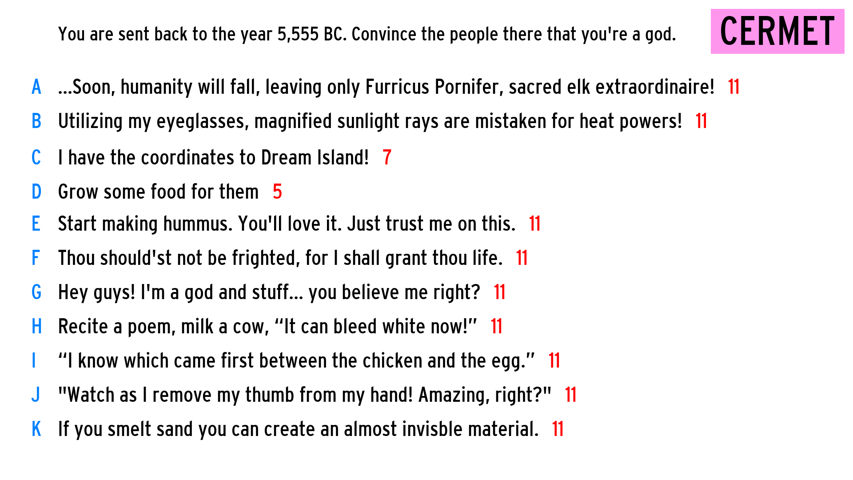 You are sent back to the year 5,555 BC. Convince the people there that you're a god.
CERMET
A ...Soon, humanity will fall, leaving only Furricus Pornifer, sacred elk extraordinaire! 11
B Utilizing my eyeglasses, magnified sunlight rays are mistaken for heat powers! 11
C I have the coordinates to Dream Island! 7
D Grow some food for them 5
E Start making hummus. You'll love it. Just trust me on this. 11
F Thou should'st not be frighted, for I shall grant thou life. 11
G Hey guys! I'm a god and stuff... you believe me right? 11
H Recite a poem, milk a cow, “It can bleed white now!” 11
I “I know which came first between the chicken and the egg.” 11
J "Watch as I remove my thumb from my hand! Amazing, right?" 11
K If you smelt sand you can create an almost invisble material. 11